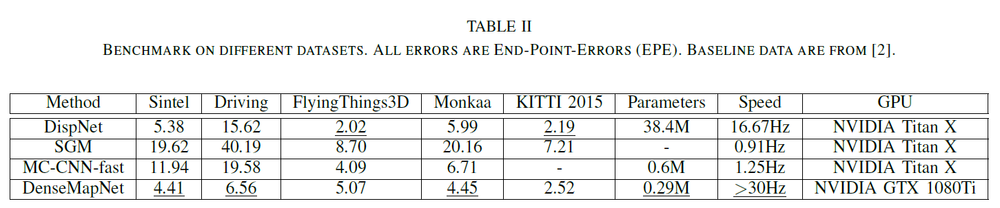 TABLE II
BENCHMARK ON DIFFERENT DATASETS. ALL ERRORS ARE END-POINT-ERRORS (EPE). BASELINE DATA ARE FROM [2].
Method Sintel Driving FlyingThings3D Monkaa KITTI 2015 Parameters Speed GPU
DispNet 5.38 15.62 2.02 5.99 2.19 38.4M 16.67Hz NVIDIA Titan X
SGM 19.62 40.19 8.70 20.16 7.21 - 0.91Hz NVIDIA Titan X
MC-CNN-fast 11.94 19.58 4.09 6.71 - 0.6M 1.25Hz NVIDIA Titan X
DenseMapNet 4.41 6.56 5.07 4.45 2.52 0.29M >30Hz NVIDIA GTX 1080Ti